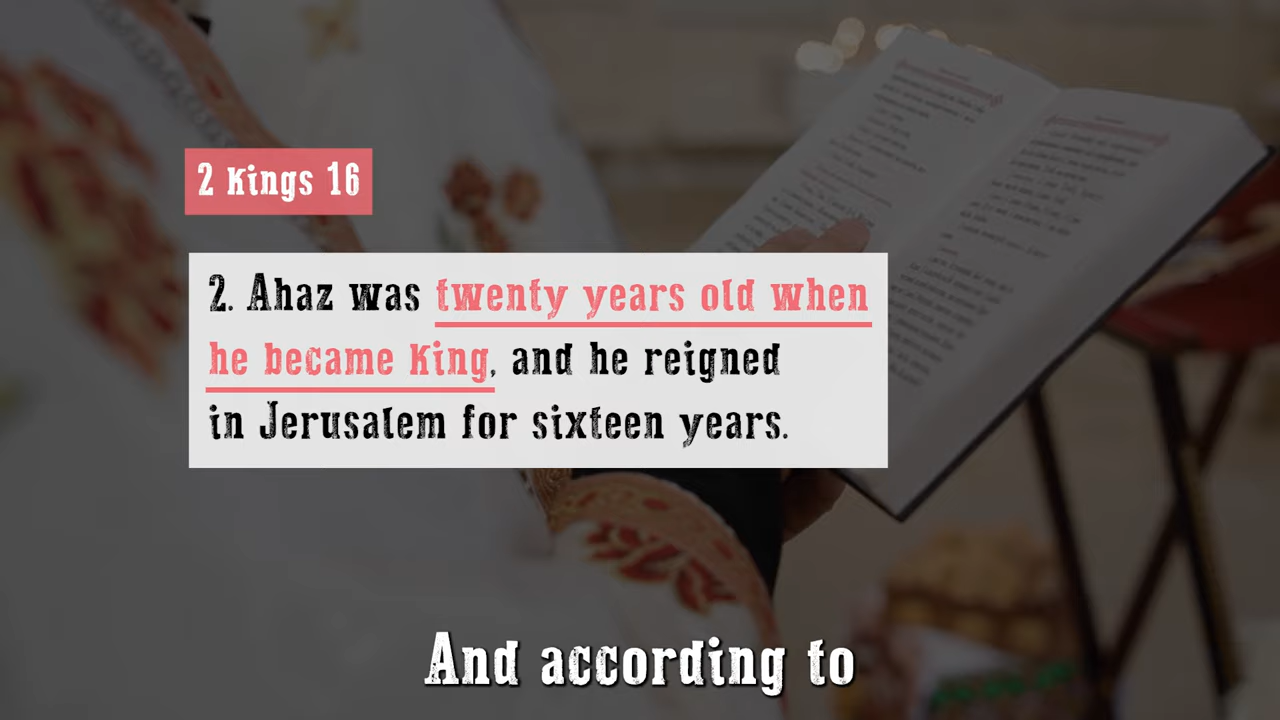 2 Kings 16
2. Ahaz was twenty years old when
he became King, and he reigned
in Jerusalem for sixteen years.
And according to